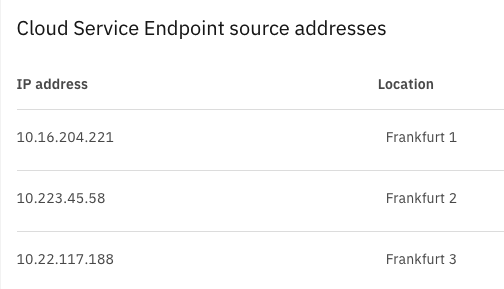 Cloud Service Endpoint source addresses
IP address Location
10.16.204.221 Frankfurt 1
10.223.45.58 Frankfurt 2
10.22.117.188 Frankfurt 3